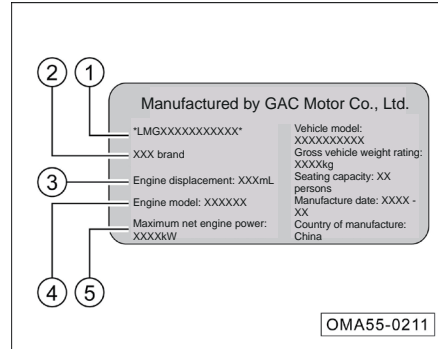 2
1
Manufactured by GAC Motor Co., Ltd.
*LMGXXXXXXXXXXX*
XXX brand
3
Engine displacement: XXXmL
Engine model: XXXXXX
Maximum net engine power:
XXXXkW
Vehicle model:
XXXXXXXXXX
Gross vehicle weight rating:
XXXXkg
Seating capacity: XX
persons
Manufacture date: XXXX -
XX
Country of manufacture:
China
4
5
OMA55-0211